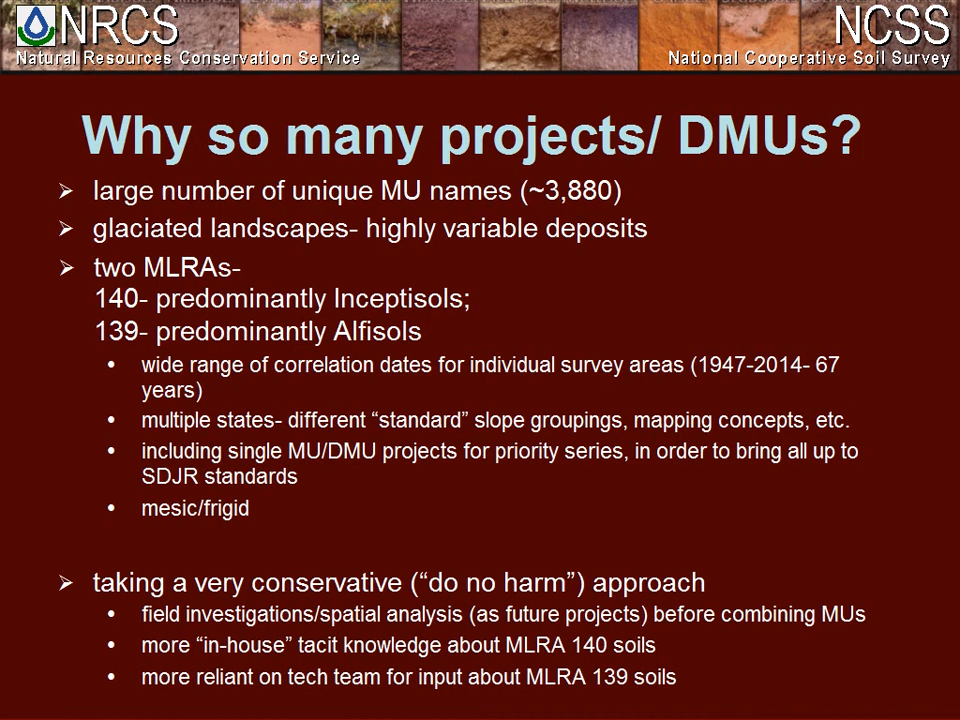 NRCS
Natural Resources Conservation Service
NCSS
National Cooperative Soil Survey
Why so many projects/ DMUs?
➢ large number of unique MU names (~3,880)
➢ glaciated landscapes- highly variable deposits
➢ two MLRAs-
140- predominantly Inceptisols;
139- predominantly Alfisols
• wide range of correlation dates for individual survey areas (1947-2014- 67
years)
• multiple states- different “standard” slope groupings, mapping concepts, etc.
• including single MU/DMU projects for priority series, in order to bring all up to
SDJR standards
• mesic/frigid
➢ taking a very conservative (“do no harm”) approach
• field investigations/spatial analysis (as future projects) before combining MUs
• more “in-house” tacit knowledge about MLRA 140 soils
• more reliant on tech team for input about MLRA 139 soils